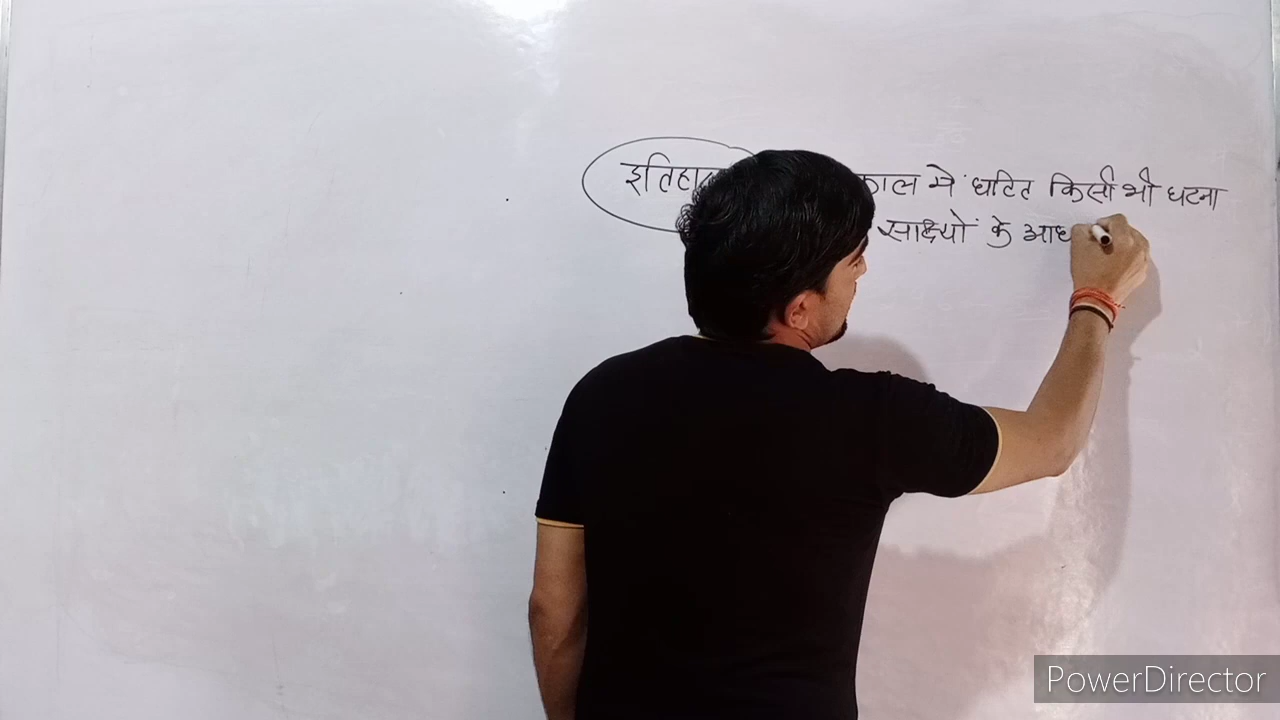 इतिहास काल में घटित किसी भी घटना
साक्ष्यों के आध
PowerDirector